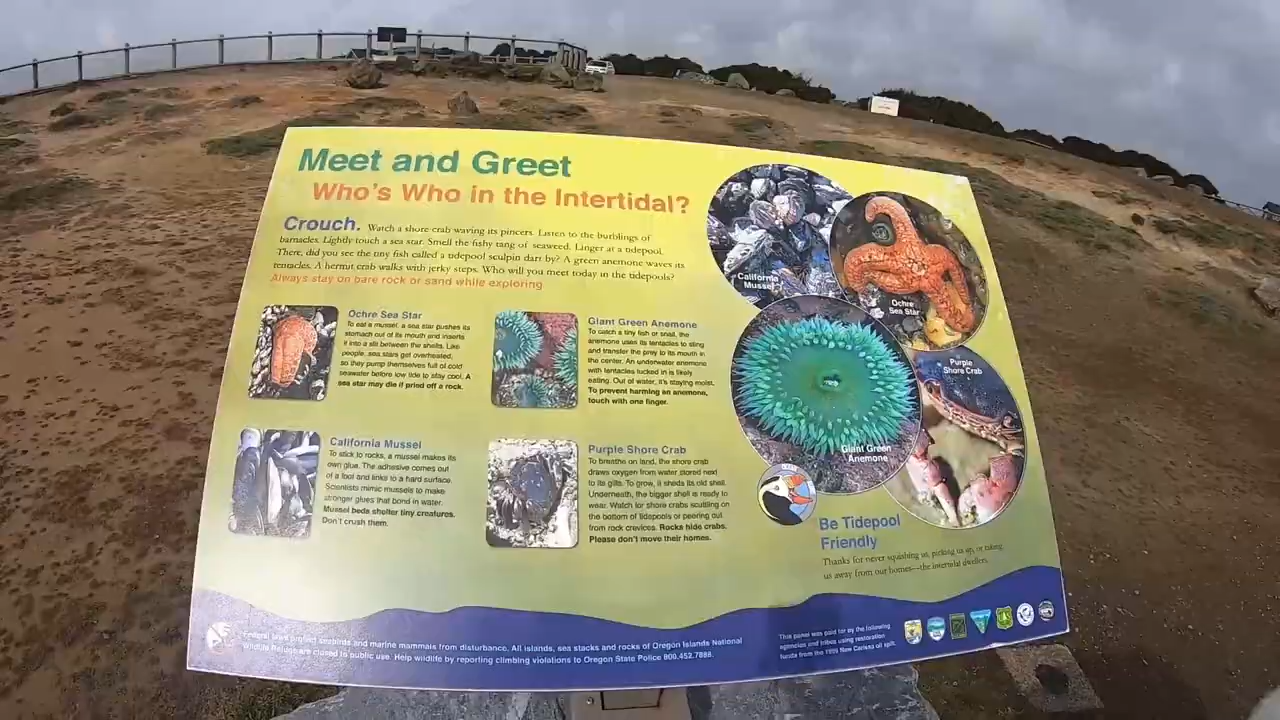 Meet and Greet
Who's Who in the Intertidal?
Crouch. Watch a shore crab waving its pincers. Listen to the burblings of
barnacles. Lightly touch a sea star. Smell the fishy tang of seaweed. Linger at a tidepool.
There, did you see the tiny fish called a tidepool sculpin dart by? A green anemone waves its
tentacles. A hermit crab walks with jerky steps. Who will you meet today in the tidepools?
Always stay on bare rock or sand while exploring
Ochre Sea Star
To eat a mussel, a sea star pushes its
stomach out of its mouth and inserts
it into a slit between the shells. Like
people, sea stars get overheated,
so they pump themselves full of cold
seawater before low tide to stay cool. A
sea star may die if pried off a rock.
Giant Green Anemone
To catch a tiny fish or snail, the
anemone uses its tentacles to sting
and transfer the prey to its mouth in
the center. An underwater anemone
with tentacles tucked in is likely
eating. Out of water, it's staying moist.
To prevent harming an anemone,
touch with one finger.
California Mussel
To stick to rocks, a mussel makes its
own glue. The adhesive comes out
of a foot and links to a hard surface.
Scientists mimic mussels to make
stronger glues that bond in water.
Mussel beds shelter tiny creatures.
Don't crush them.
Purple Shore Crab
To breathe on land, the shore crab
draws oxygen from water stored next
to its gills. To grow, it sheds its old shell.
Underneath, the bigger shell is ready to
wear. Watch for shore crabs scuttling on
the bottom of tidepools or peering out
from rock crevices. Rocks hide crabs.
Please don't move their homes.
California
Mussel
Ochre
Sea Star
Purple
Shore Crab
Giant Green
Anemone
Be Tidepool
Friendly
Thanks for never squishing us, picking us up, or taking
us away from our homes—the intertidal dwellers.
Federal laws protect seabirds and marine mammals from disturbance. All islands, sea stacks and rocks of Oregon Islands National
Wildlife Refuge are closed to public use. Help wildlife by reporting climbing violations to Oregon State Police 800.452.7888.
This panel was paid for by the following
agencies and tribes using restoration
funds from the 1999 New Carissa oil spill.